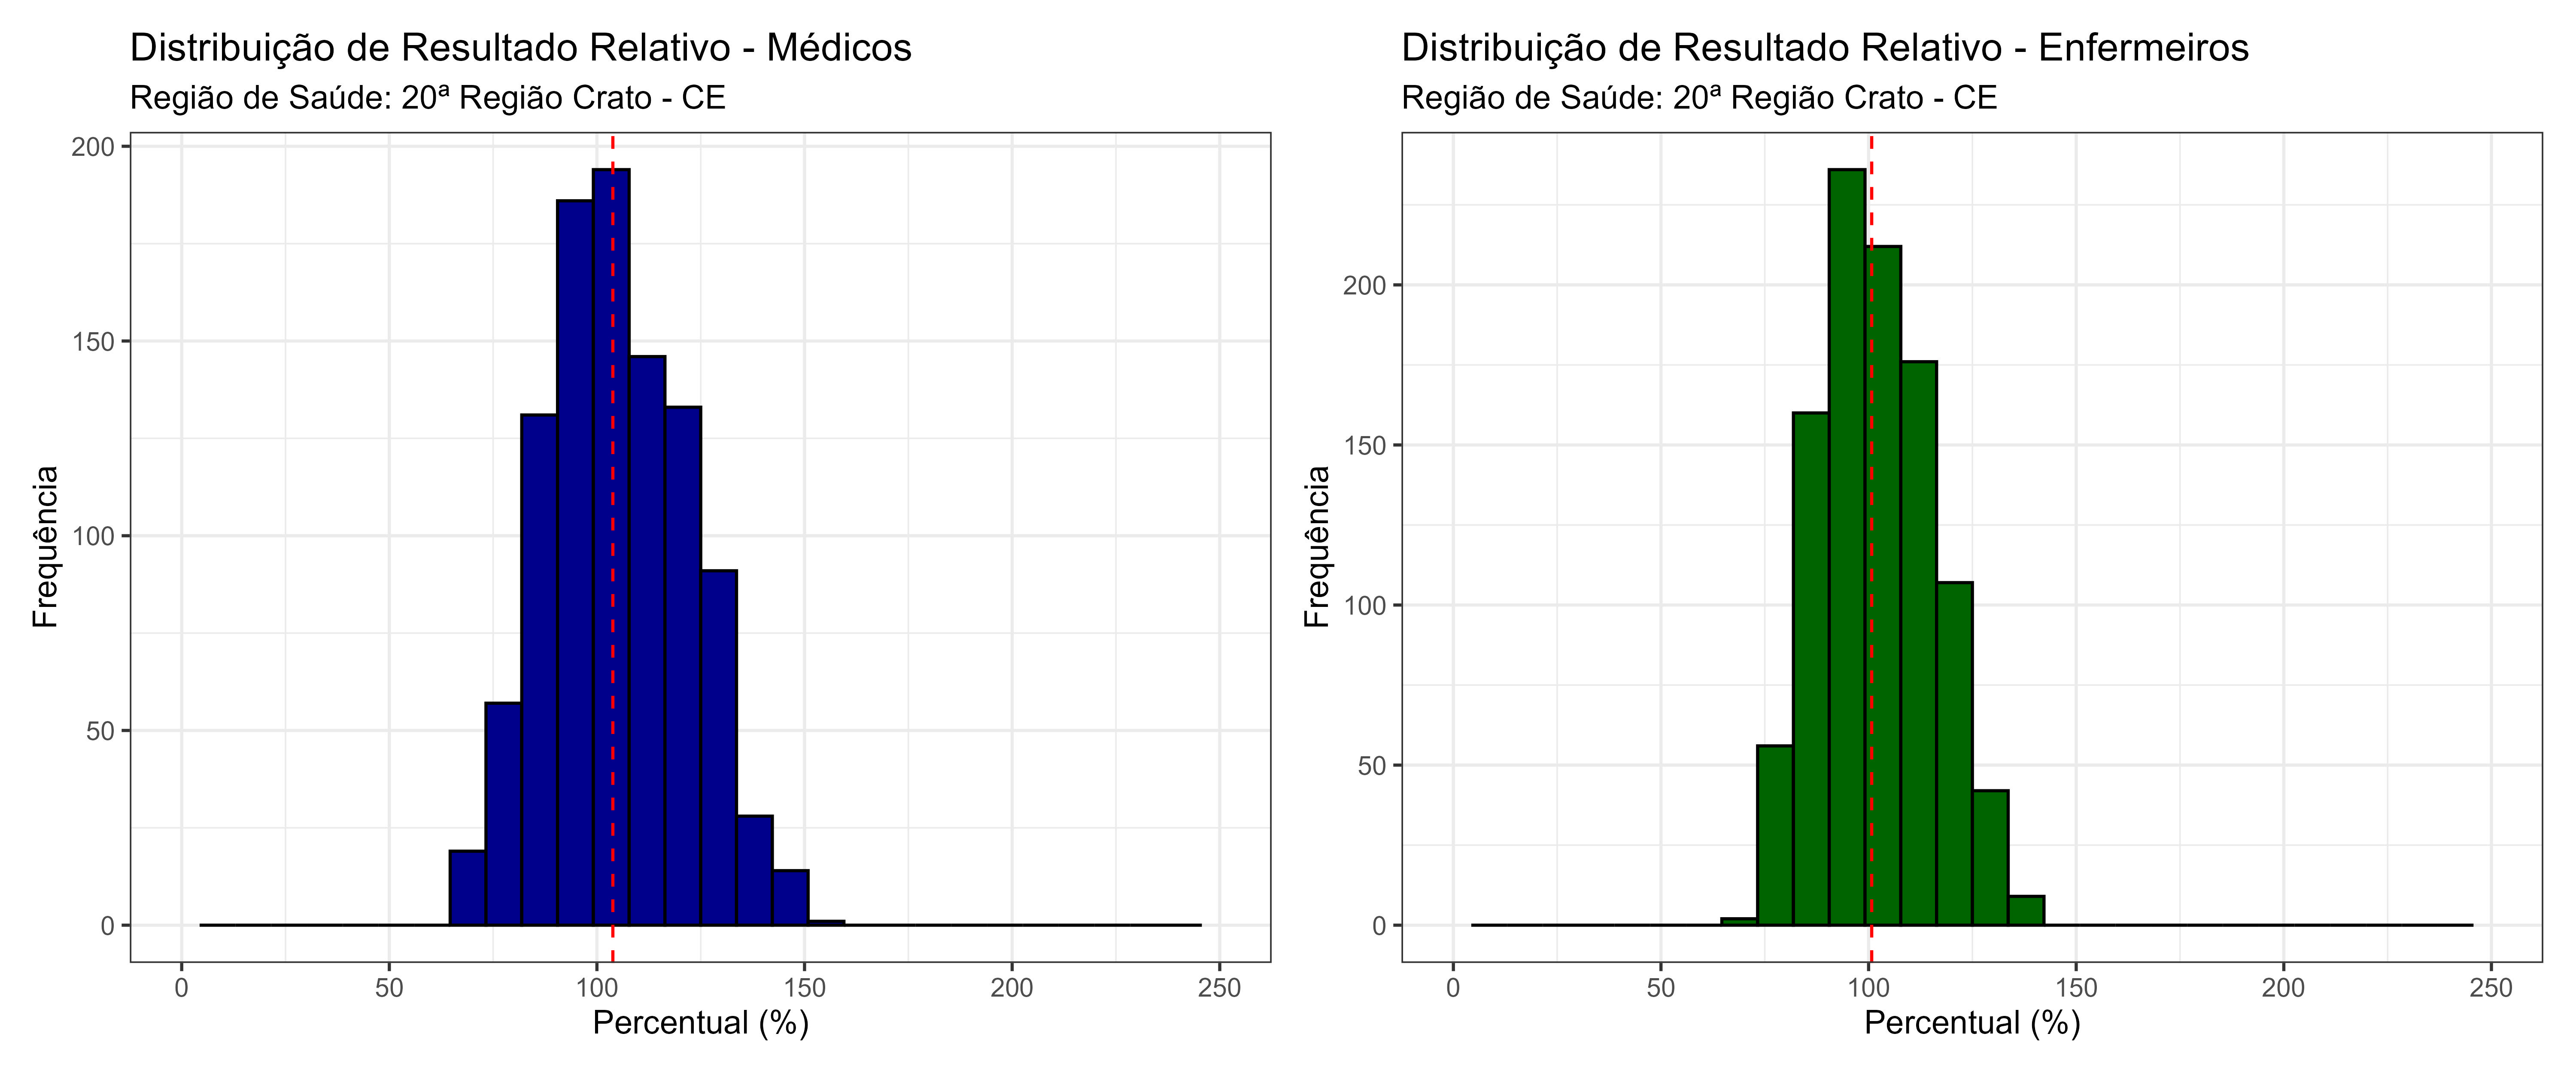 Distribuição de Resultado Relativo - Médicos
Região de Saúde: 20ª Região Crato - CE
200
150
100
50
0
Frequência
0 50 100 150 200 250
Percentual (%)
Distribuição de Resultado Relativo - Enfermeiros
Região de Saúde: 20ª Região Crato - CE
200
150
100
50
0
Frequência
0 50 100 150 200 250
Percentual (%)